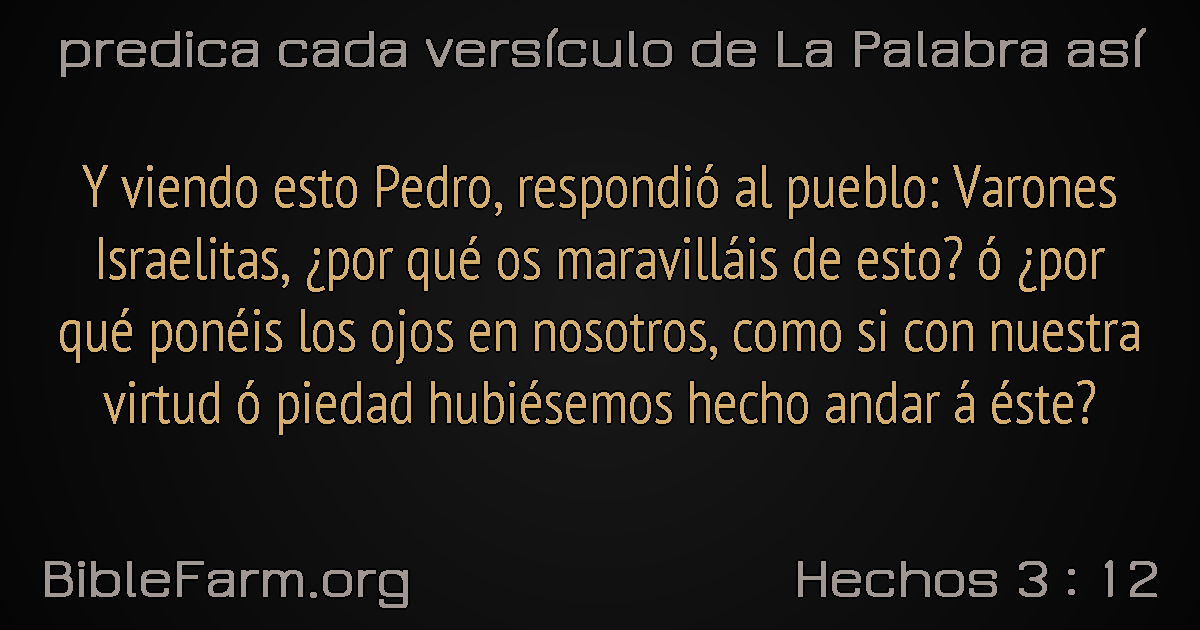 predica cada versículo de La Palabra así
Y viendo esto Pedro, respondió al pueblo: Varones
Israelitas, ¿por qué os maravilláis de esto? ó ¿por
qué ponéis los ojos en nosotros, como si con nuestra
virtud ó piedad hubiésemos hecho andar á éste?
BibleFarm.org
Hechos 3 : 12